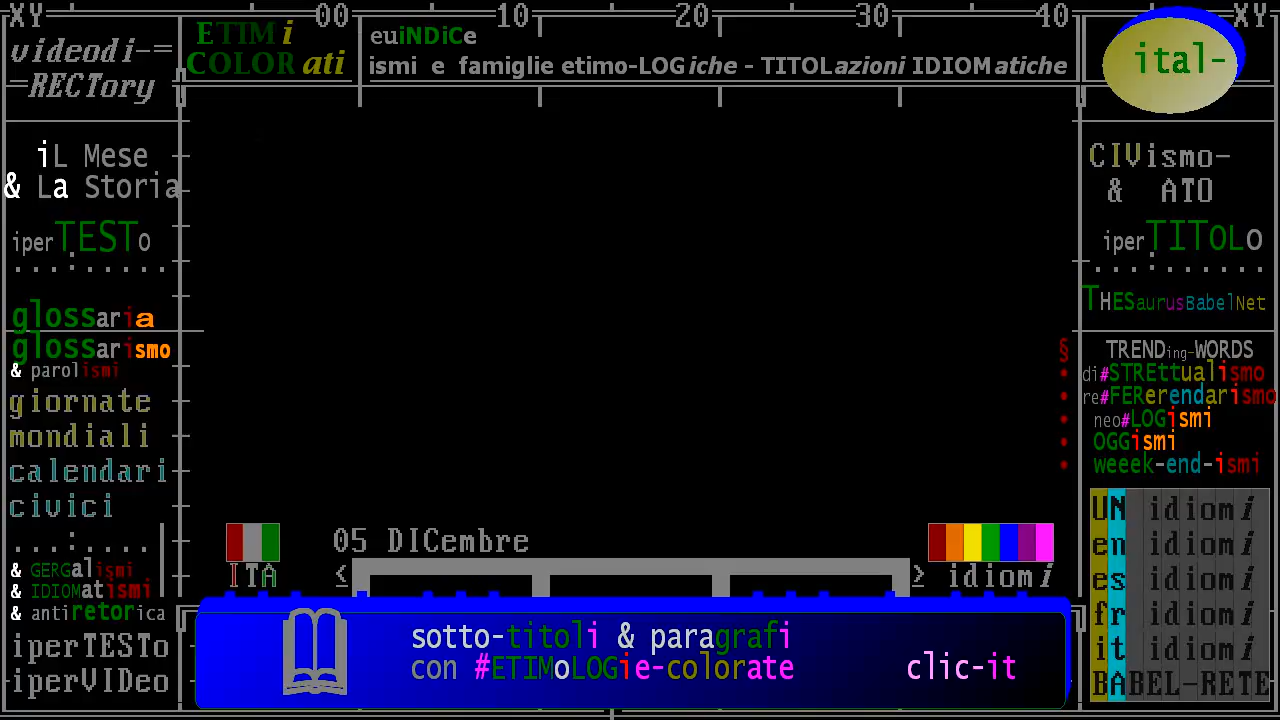 XY 00 10 20 30 40 XY
videodi-=
=RECTory
ETIMi
COLORati
euiNDiCe
ismi e famiglie etimo-LOGiche - TITOLazioni IDIOMatiche
ital-
iL Mese
& La Storia
iperTESTo
...:.....
glossaria
glossarismo
& parolismi
giornate
mondiali
calendari
civici
...:....
& GERGalismi
& IDIOMatismi
& antiretorica
iperTESTo
iperVIDeo
§
05 DICembre
ITA
< > idiomi
sotto-titoli & paragrafi
con #ETIMoLOGie-colorate clic-it
CIVismo-
& ATO
iperTITOLo
...:......
THESaurusBabelNet
TRENDing-WORDS
di#STREttualismo
re#FERerendarismo
neo#LOGismi
OGGismi
weeek-end-ismi
UN idiomi
en idiomi
es idiomi
fr idiomi
it idiomi
BABEL-RETE